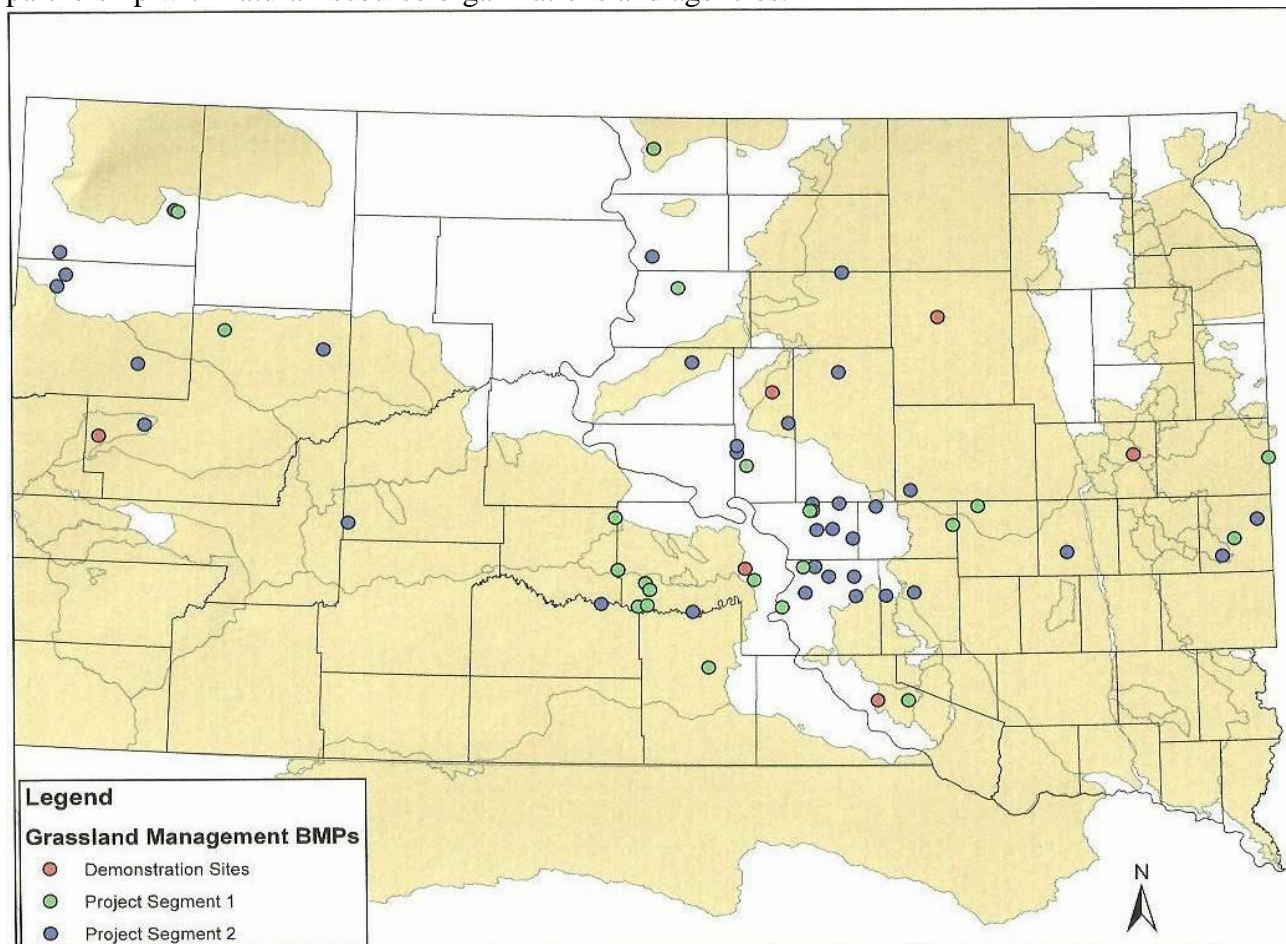 N
Legend
Grassland Management BMPs
Demonstration Sites
Project Segment 1
Project Segment 2